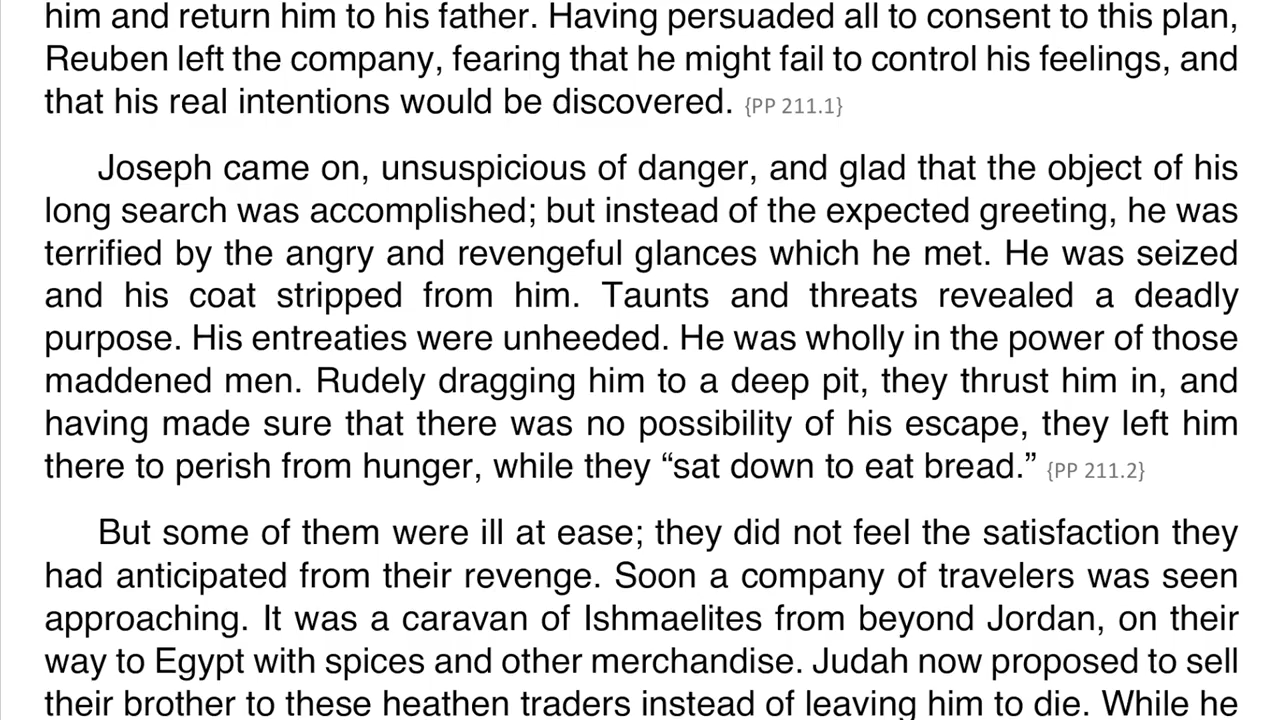 him and return him to his father. Having persuaded all to consent to this plan,
Reuben left the company, fearing that he might fail to control his feelings, and
that his real intentions would be discovered. {PP 211.1}
Joseph came on, unsuspicious of danger, and glad that the object of his
long search was accomplished; but instead of the expected greeting, he was
terrified by the angry and revengeful glances which he met. He was seized
and his coat stripped from him. Taunts and threats revealed a deadly
purpose. His entreaties were unheeded. He was wholly in the power of those
maddened men. Rudely dragging him to a deep pit, they thrust him in, and
having made sure that there was no possibility of his escape, they left him
there to perish from hunger, while they “sat down to eat bread.” {PP 211.2}
But some of them were ill at ease; they did not feel the satisfaction they
had anticipated from their revenge. Soon a company of travelers was seen
approaching. It was a caravan of Ishmaelites from beyond Jordan, on their
way to Egypt with spices and other merchandise. Judah now proposed to sell
their brother to these heathen traders instead of leaving him to die. While he